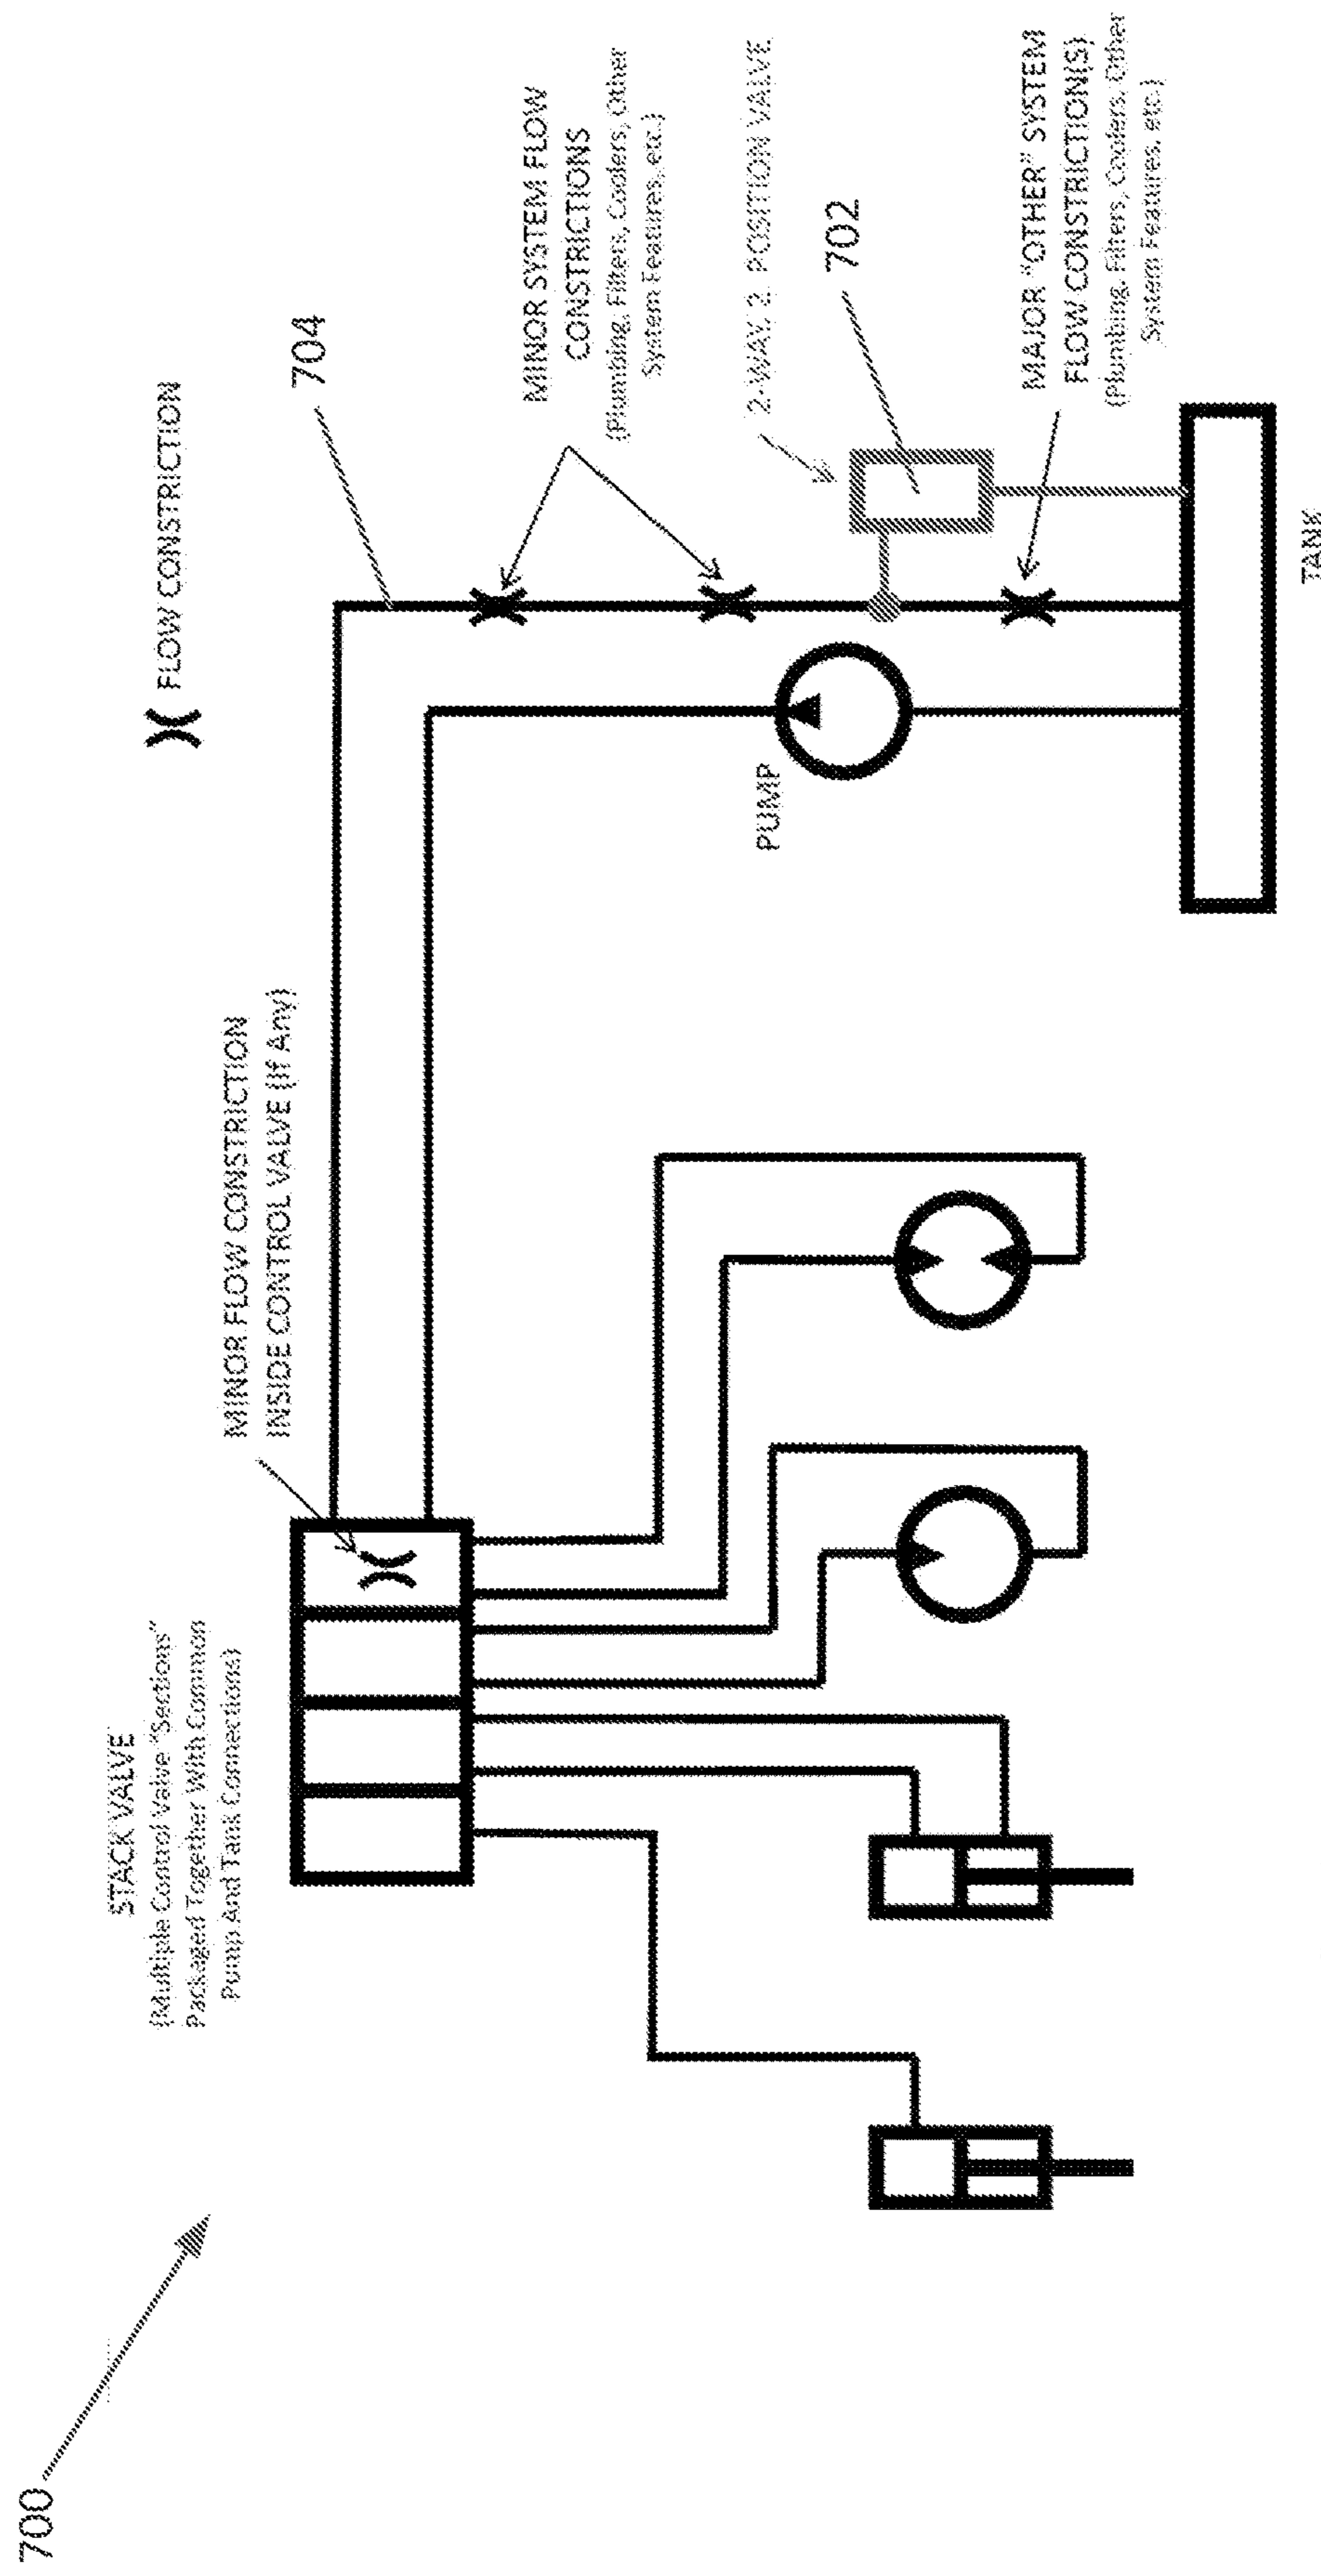 700
STACK VALVE
(Multiple Control Valve "Sections"
Packaged Together With Common
Pump And Tank Connections)
MINOR FLOW CONSTRICTION
INSIDE CONTROL VALVE (If Any)
FLOW CONSTRICTION
704
MINOR SYSTEM FLOW
CONSTRICTIONS
(Plumbing, Filters, Coolers, Other
System Features, etc.)
2-WAY, 2 POSITION VALVE
702
PUMP
MAJOR "OTHER" SYSTEM
FLOW CONSTRICTION(S)
(Plumbing, Filters, Coolers, Other
System Features, etc.)
TANK